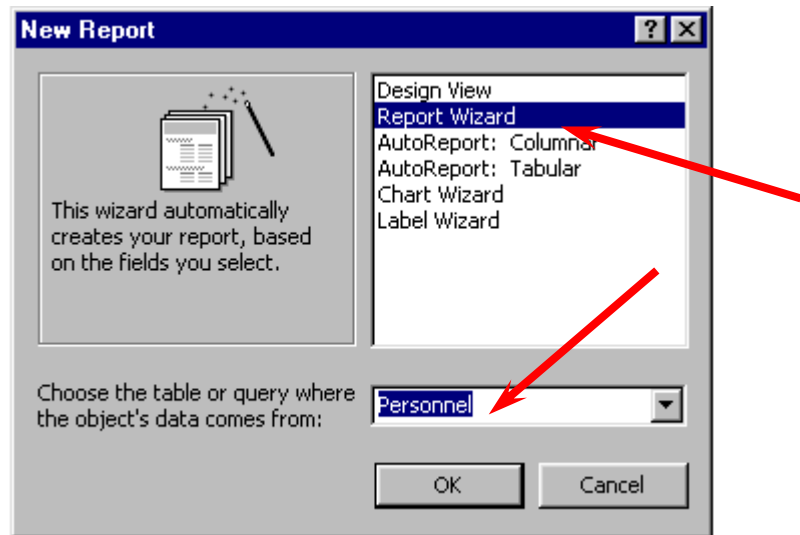 New Report
Design View
Report Wizard
AutoReport: Columnar
AutoReport: Tabular
Chart Wizard
Label Wizard
This wizard automatically
creates your report, based
on the fields you select.
Choose the table or query where
the object's data comes from:
Personnel
OK
Cancel